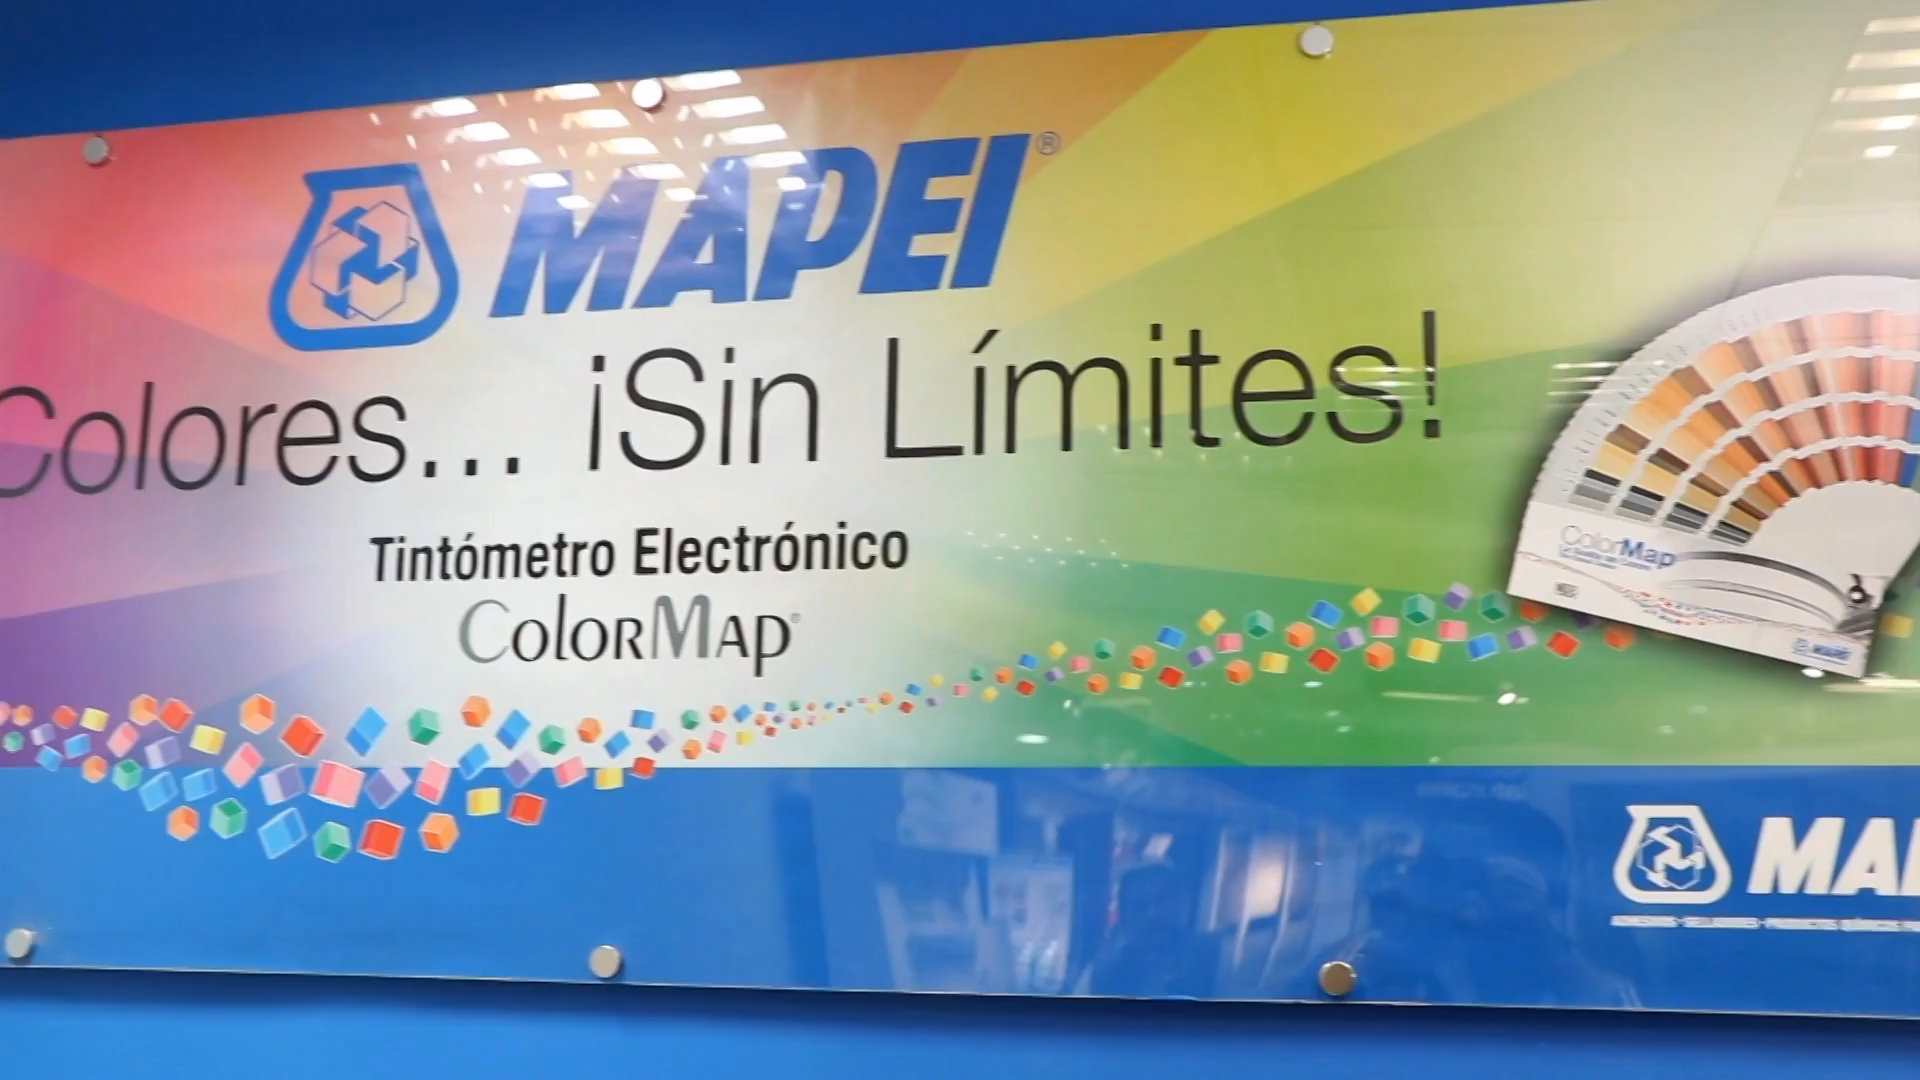 MAPEI®
Colores... ¡Sin Límites!
Tintómetro Electrónico
COLORMAP®
ColorMap
MAPEI